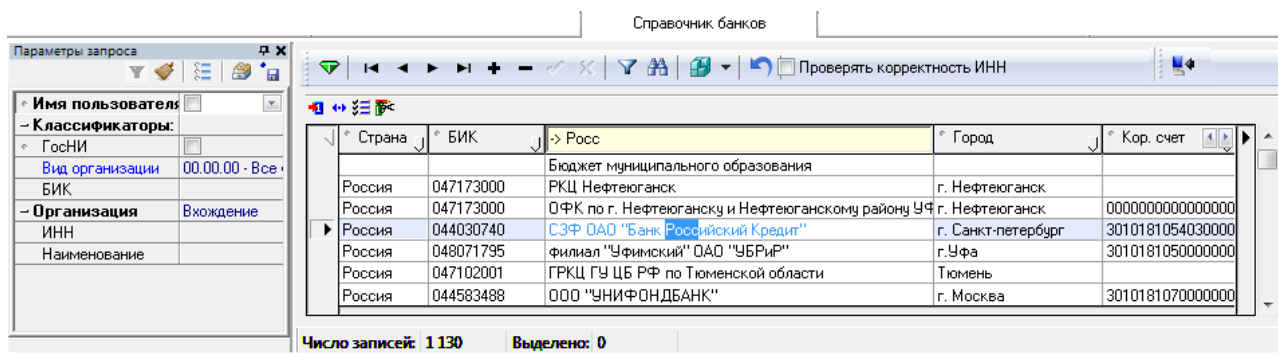 Справочник банков
Параметры запроса
Проверять корректность ИНН
Имя пользователя
Классификаторы:
ГосНИ
Вид организации 00.00.00 - Все
БИК
Организация Вхождение
ИНН
Наименование
Страна БИК -> Росс Город Кор. счет
Бюджет муниципального образования
Россия 047173000 РКЦ Нефтеюганск г. Нефтеюганск
Россия 047173000 ОФК по г. Нефтеюганску и Нефтеюганскому району УФ г. Нефтеюганск 0000000000000000
Россия 044030740 СЗФ ОАО "Банк Российский Кредит" г. Санкт-петербург 3010181054030000
Россия 048071795 филиал "Уфимский" ОАО "УБРиР" г.Уфа 3010181050000000
Россия 047102001 ГРКЦ ГУ ЦБ РФ по Тюменской области Тюмень
Россия 044583488 ООО "УНИФОНДБАНК" г. Москва 3010181070000000
Число записей: 1 130 Выделено: 0